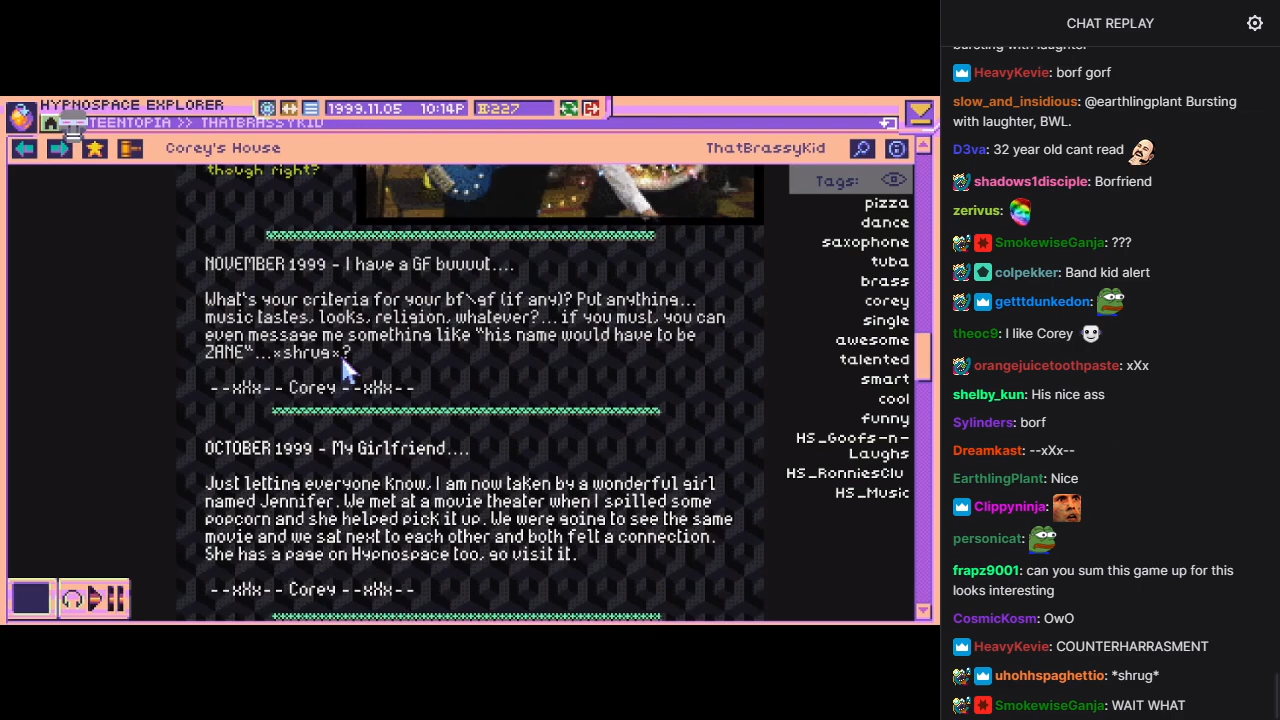 HYPNOSPACE EXPLORER
1999.11.05 10:14P
227
TEENTOPIA >> THATBRASSYKID
Corey's House
ThatBrassyKid
though right?
NOVEMBER 1999 - I have a GF buuuut....
What's your criteria for your bf\gf (if any)? Put anything...
music tastes, looks, religion, whatever?... if you must, you can
even message me something like "his name would have to be
ZANE"...*shrug*?
--xXx-- Corey --xXx--
OCTOBER 1999 - My Girlfriend....
Just letting everyone know, I am now taken by a wonderful girl
named Jennifer. We met at a movie theater when I spilled some
popcorn and she helped pick it up. We were going to see the same
movie and we sat next to each other and both felt a connection.
She has a page on Hypnospace too, go visit it.
--xXx-- Corey --xXx--
Tags:
pizza
dance
saxophone
tuba
brass
corey
single
awesome
talented
smart
cool
funny
HS_Goofs-n-
Laughs
HS_RonniesClu
HS_Music
CHAT REPLAY
bursting with laughter
HeavyKevie: borf gorf
slow_and_insidious: @earthlingplant Bursting
with laughter, BWL.
D3va: 32 year old cant read
shadows1disciple: Borfriend
zerivus:
SmokewiseGanja: ???
colpekker: Band kid alert
getttdunkedon:
theoc9: I like Corey
orangejuicetoothpaste: xXx
shelby_kun: His nice ass
Sylinders: borf
Dreamkast: --xXx--
EarthlingPlant: Nice
Clippyninja:
personicat:
frapz9001: can you sum this game up for this
looks interesting
CosmicKosm: OwO
HeavyKevie: COUNTERHARRASMENT
uhohhspaghettio: *shrug*
SmokewiseGanja: WAIT WHAT